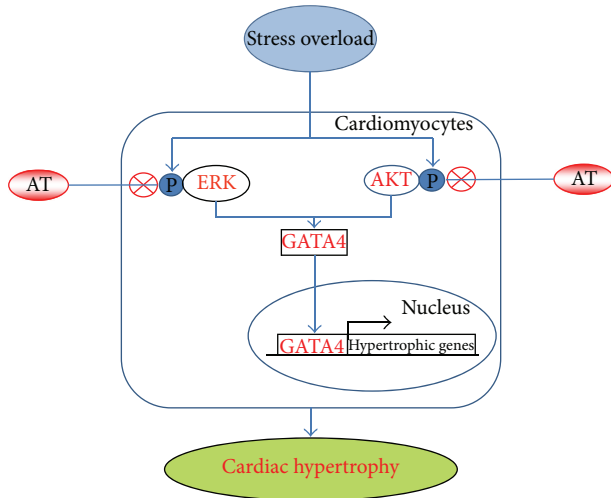 Stress overload
Cardiomyocytes
AT
P
ERK
AKT
P
AT
GATA4
Nucleus
GATA4
Hypertrophic genes
Cardiac hypertrophy